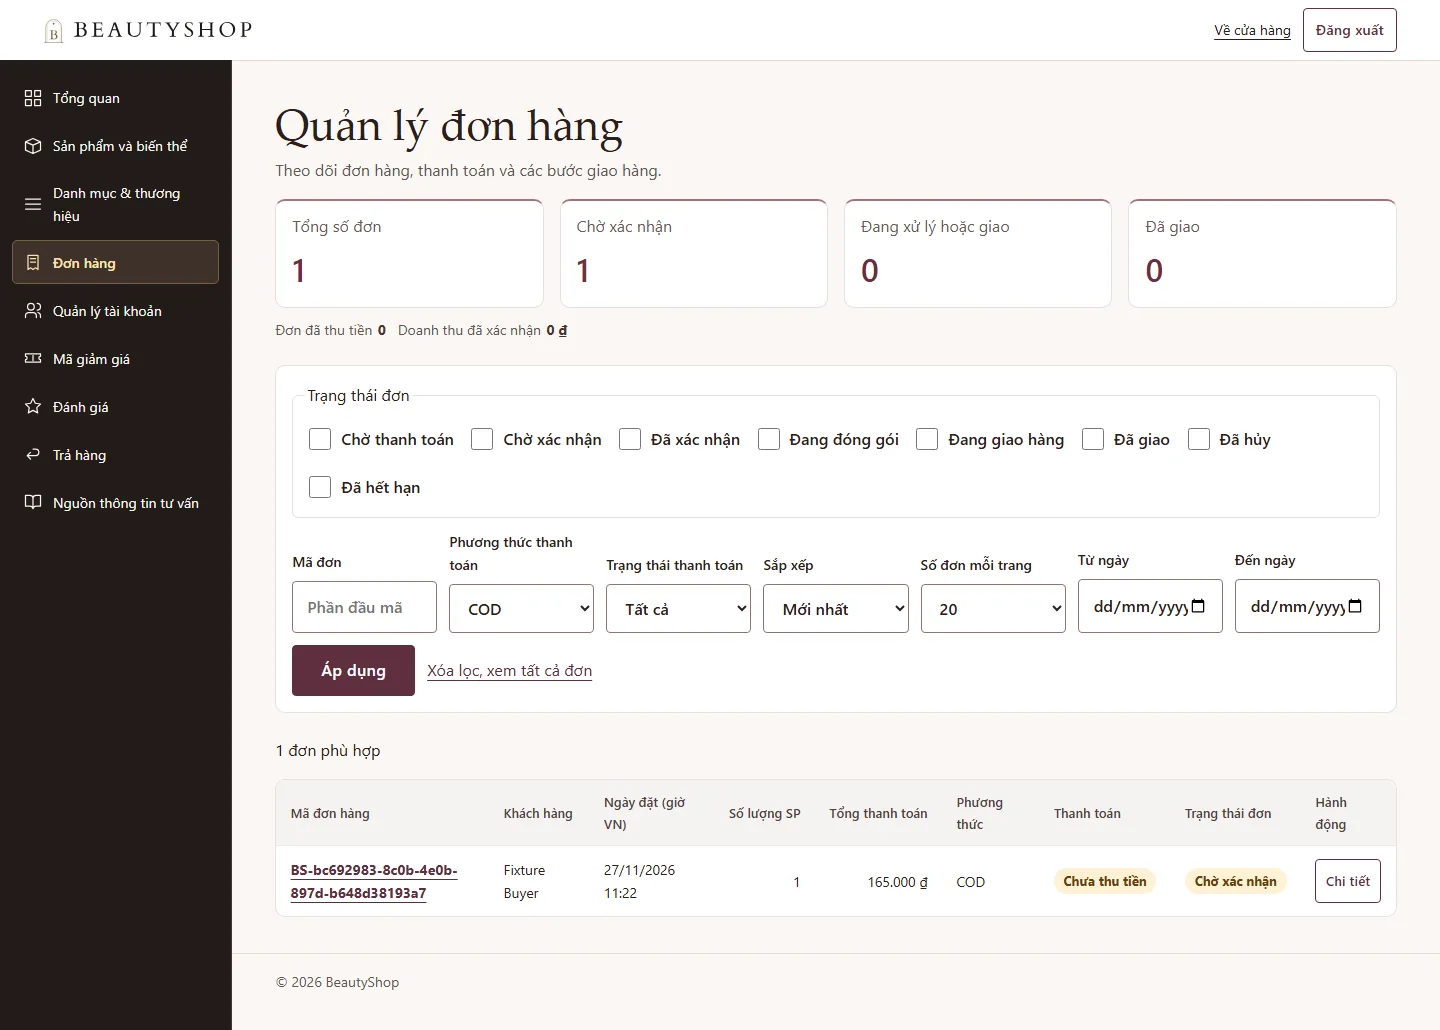 B BEAUTYSHOP
Về cửa hàng
Đăng xuất
Tổng quan
Sản phẩm và biến thể
Danh mục & thương
hiệu
Đơn hàng
Quản lý tài khoản
Mã giảm giá
Đánh giá
Trả hàng
Nguồn thông tin tư vấn
Quản lý đơn hàng
Theo dõi đơn hàng, thanh toán và các bước giao hàng.
Tổng số đơn
1
Chờ xác nhận
1
Đang xử lý hoặc giao
0
Đã giao
0
Đơn đã thu tiền 0 Doanh thu đã xác nhận 0 ₫
Trạng thái đơn
Chờ thanh toán
Chờ xác nhận
Đã xác nhận
Đang đóng gói
Đang giao hàng
Đã giao
Đã hủy
Đã hết hạn
Mã đơn
Phần đầu mã
Phương thức thanh
toán
COD
Trạng thái thanh toán
Tất cả
Sắp xếp
Mới nhất
Số đơn mỗi trang
20
Từ ngày
dd/mm/yyyy
Đến ngày
dd/mm/yyyy
Áp dụng
Xóa lọc, xem tất cả đơn
1 đơn phù hợp
Mã đơn hàng
Khách hàng
Ngày đặt (giờ
VN)
Số lượng SP
Tổng thanh toán
Phương
thức
Thanh toán
Trạng thái đơn
Hành
động
BS-bc692983-8c0b-4e0b-
897d-b648d38193a7
Fixture
Buyer
27/11/2026
11:22
1
165.000 ₫
COD
Chưa thu tiền
Chờ xác nhận
Chi tiết
© 2026 BeautyShop